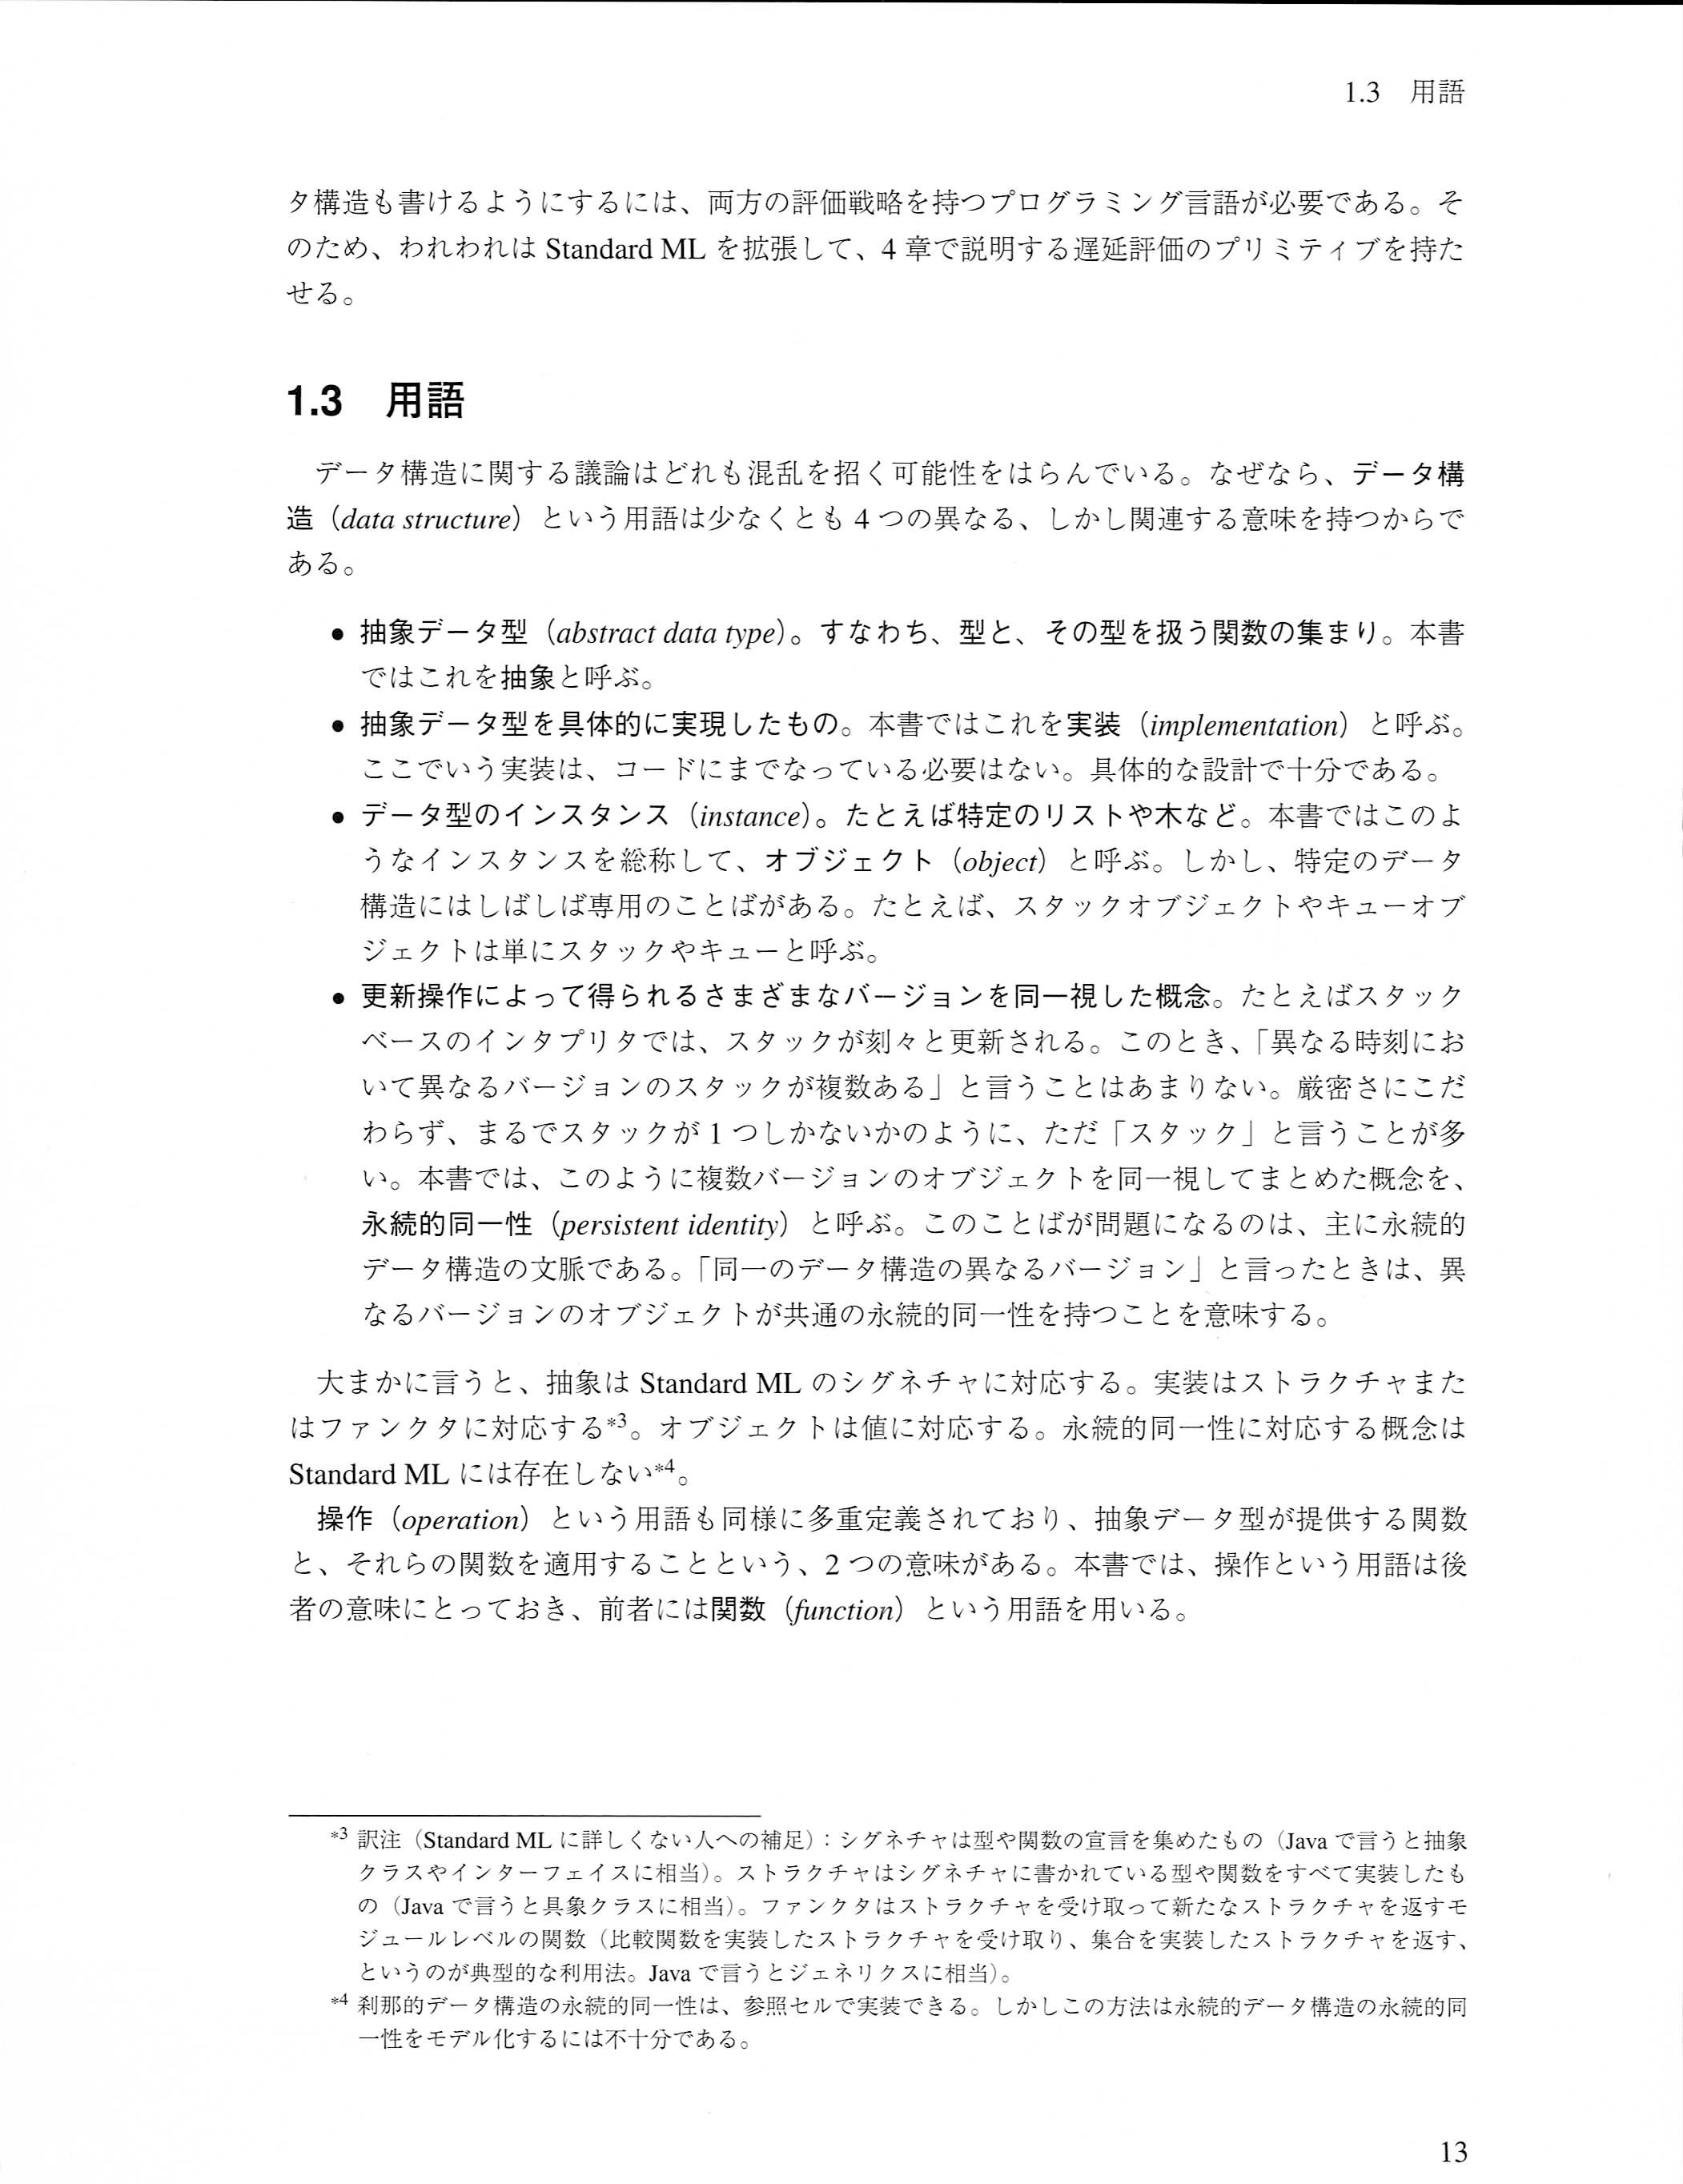 1.3　用語
タ構造も書けるようにするには、両方の評価戦略を持つプログラミング言語が必要である。そ
のため、われわれは Standard ML を拡張して、4 章で説明する遅延評価のプリミティブを持た
せる。
1.3　用語
データ構造に関する議論はどれも混乱を招く可能性をはらんでいる。なぜなら、データ構
造（data structure）という用語は少なくとも 4 つの異なる、しかし関連する意味を持つからで
ある。
● 抽象データ型（abstract data type）。すなわち、型と、その型を扱う関数の集まり。本書
ではこれを抽象と呼ぶ。
● 抽象データ型を具体的に実現したもの。本書ではこれを実装（implementation）と呼ぶ。
ここでいう実装は、コードにまでなっている必要はない。具体的な設計で十分である。
● データ型のインスタンス（instance）。たとえば特定のリストや木など。本書ではこのよ
うなインスタンスを総称して、オブジェクト（object）と呼ぶ。しかし、特定のデータ
構造にはしばしば専用のことばがある。たとえば、スタックオブジェクトやキューオブ
ジェクトは単にスタックやキューと呼ぶ。
● 更新操作によって得られるさまざまなバージョンを同一視した概念。たとえばスタック
ベースのインタプリタでは、スタックが刻々と更新される。このとき、「異なる時刻にお
いて異なるバージョンのスタックが複数ある」と言うことはあまりない。厳密さにこだ
わらず、まるでスタックが 1 つしかないかのように、ただ「スタック」と言うことが多
い。本書では、このように複数バージョンのオブジェクトを同一視してまとめた概念を、
永続的同一性（persistent identity）と呼ぶ。このことばが問題になるのは、主に永続的
データ構造の文脈である。「同一のデータ構造の異なるバージョン」と言ったときは、異
なるバージョンのオブジェクトが共通の永続的同一性を持つことを意味する。
大まかに言うと、抽象は Standard ML のシグネチャに対応する。実装はストラクチャまた
はファンクタに対応する*3。オブジェクトは値に対応する。永続的同一性に対応する概念は
Standard ML には存在しない*4。
操作（operation）という用語も同様に多重定義されており、抽象データ型が提供する関数
と、それらの関数を適用することという、2 つの意味がある。本書では、操作という用語は後
者の意味にとっておき、前者には関数（function）という用語を用いる。
*3 訳注（Standard ML に詳しくない人への補足）：シグネチャは型や関数の宣言を集めたもの（Java で言うと抽象
クラスやインターフェイスに相当）。ストラクチャはシグネチャに書かれている型や関数をすべて実装したも
の（Java で言うと具象クラスに相当）。ファンクタはストラクチャを受け取って新たなストラクチャを返すモ
ジュールレベルの関数（比較関数を実装したストラクチャを受け取り、集合を実装したストラクチャを返す、
というのが典型的な利用法。Java で言うとジェネリクスに相当）。
*4 刹那的データ構造の永続的同一性は、参照セルで実装できる。しかしこの方法は永続的データ構造の永続的同
一性をモデル化するには不十分である。
13